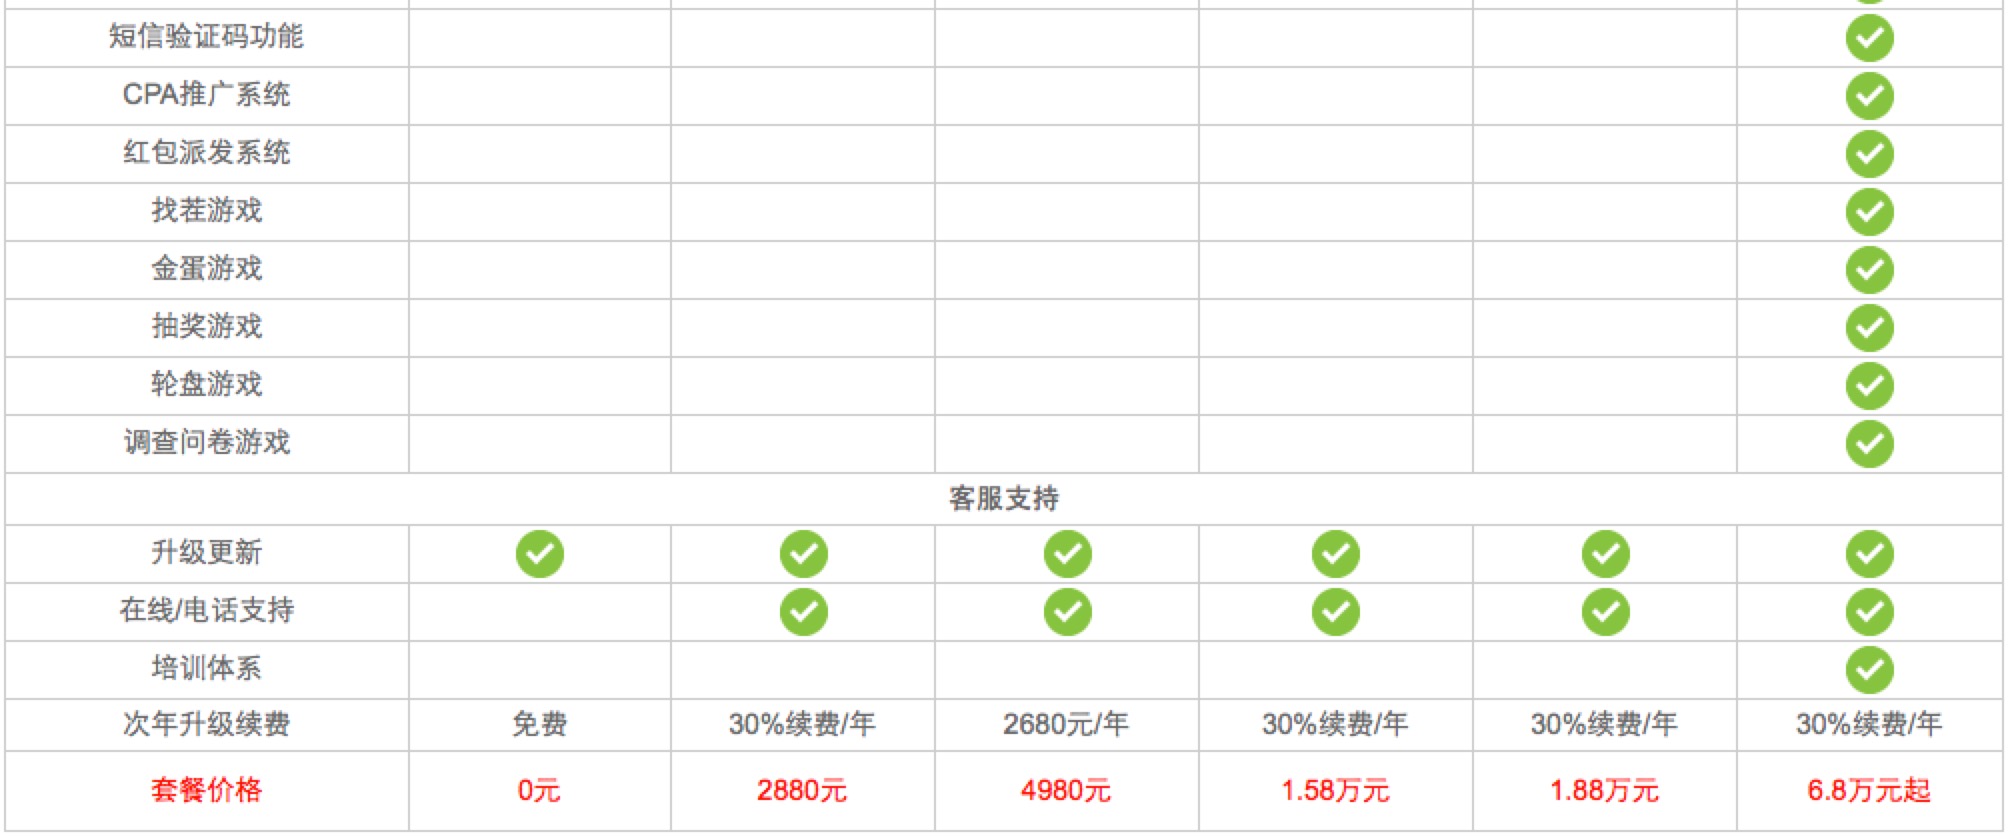 短信验证码功能
CPA推广系统
红包派发系统
找茬游戏
金蛋游戏
抽奖游戏
轮盘游戏
调查问卷游戏
客服支持
升级更新
在线/电话支持
培训体系
次年升级续费 免费 30%续费/年 2680元/年 30%续费/年 30%续费/年 30%续费/年
套餐价格 0元 2880元 4980元 1.58万元 1.88万元 6.8万元起